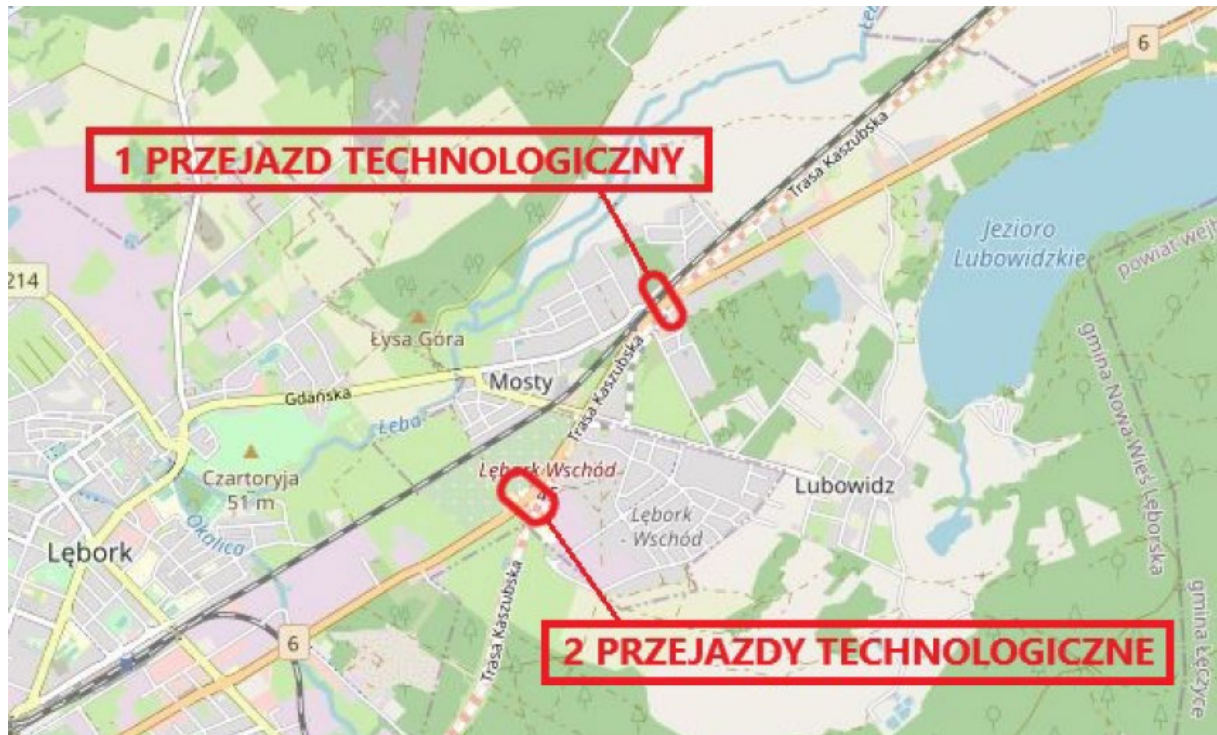 6
1 PRZEJAZD TECHNOLOGICZNY
Trasa Kaszubska
Jezioro
Lubowidzkie
powiat wejh
214
Łysa Góra
gmina Nowa Wieś Lęborska
Mosty
Trasa Kaszubska
Gdańska
Łeba
Czartoryja
51 m
Lębork Wschód
Lubowidz
Lębork
- Wschód
Okalica
Lębork
Trasa Kaszubska
6
gmina Łęczyce
2 PRZEJAZDY TECHNOLOGICZNE